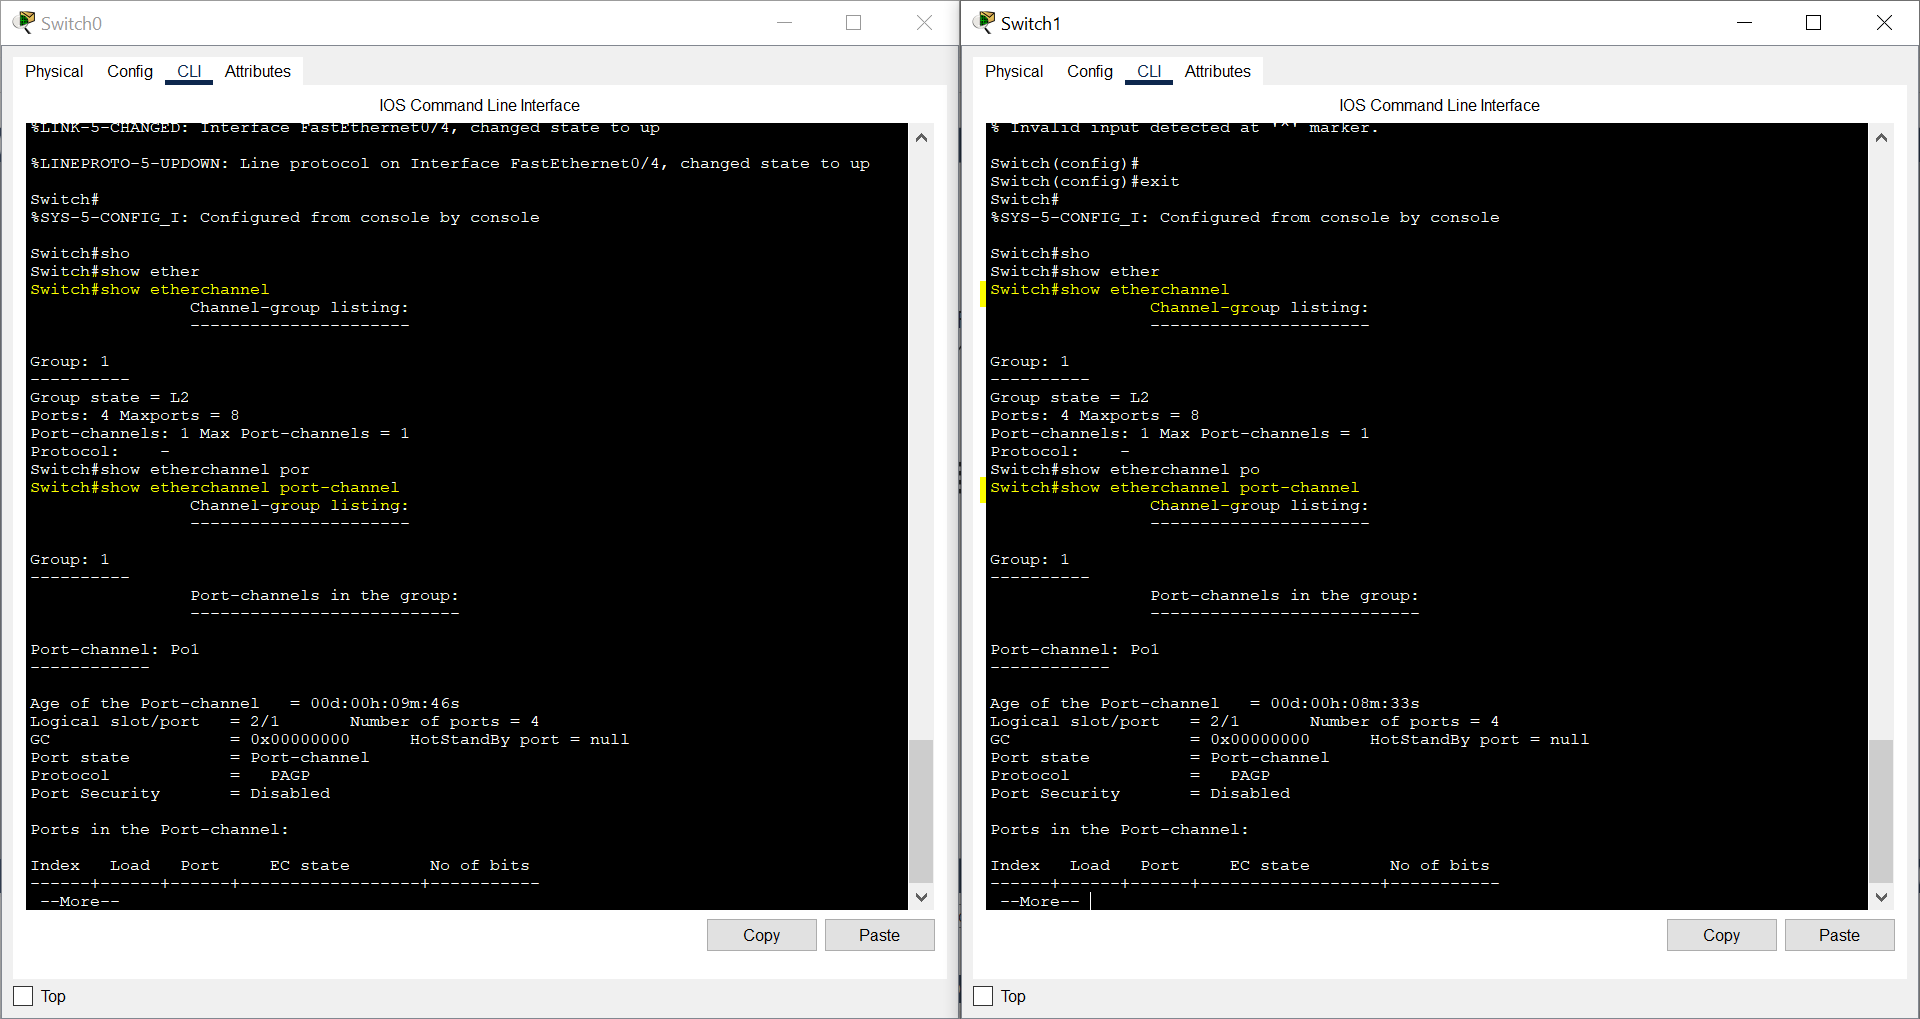 Switch0
Physical Config CLI Attributes
IOS Command Line Interface
%LINK-5-CHANGED: Interface FastEthernet0/4, changed state to up
%LINEPROTO-5-UPDOWN: Line protocol on Interface FastEthernet0/4, changed state to up
Switch#
%SYS-5-CONFIG_I: Configured from console by console
Switch#sho
Switch#show ether
Switch#show etherchannel
Channel-group listing:
----------------------
Group: 1
----------
Group state = L2
Ports: 4 Maxports = 8
Port-channels: 1 Max Port-channels = 1
Protocol: -
Switch#show etherchannel por
Switch#show etherchannel port-channel
Channel-group listing:
----------------------
Group: 1
----------
Port-channels in the group:
---------------------------
Port-channel: Po1
------------
Age of the Port-channel = 00d:00h:09m:46s
Logical slot/port = 2/1 Number of ports = 4
GC = 0x00000000 HotStandBy port = null
Port state = Port-channel
Protocol = PAGP
Port Security = Disabled
Ports in the Port-channel:
Index Load Port EC state No of bits
------+------+------+------------------+-----------
--More--
Copy Paste
Top
Switch1
Physical Config CLI Attributes
IOS Command Line Interface
% Invalid input detected at '^' marker.
Switch(config)#
Switch(config)#exit
Switch#
%SYS-5-CONFIG_I: Configured from console by console
Switch#sho
Switch#show ether
Switch#show etherchannel
Channel-group listing:
----------------------
Group: 1
----------
Group state = L2
Ports: 4 Maxports = 8
Port-channels: 1 Max Port-channels = 1
Protocol: -
Switch#show etherchannel po
Switch#show etherchannel port-channel
Channel-group listing:
----------------------
Group: 1
----------
Port-channels in the group:
---------------------------
Port-channel: Po1
------------
Age of the Port-channel = 00d:00h:08m:33s
Logical slot/port = 2/1 Number of ports = 4
GC = 0x00000000 HotStandBy port = null
Port state = Port-channel
Protocol = PAGP
Port Security = Disabled
Ports in the Port-channel:
Index Load Port EC state No of bits
------+------+------+------------------+-----------
--More--
Copy Paste
Top